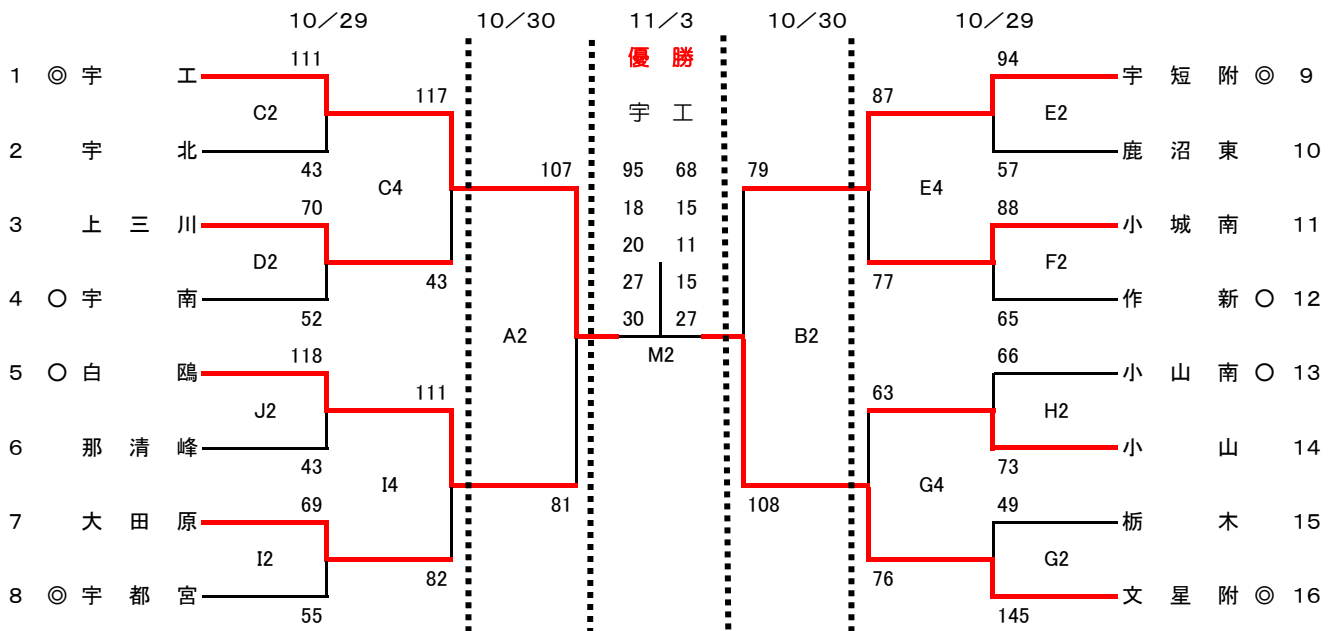 10／29 10／30 11／3 10／30 10／29
優 勝
宇 工
111 94
1 ◎ 宇 工 宇 短 附 ◎ 9
117 87
C2 E2
2 宇 北 鹿 沼 東 10
43 107 95 68 79 57
C4 E4
70 18 15 88
3 上 三 川 小 城 南 11
20 11
D2 43 77 F2
27 15
4 ○ 宇 南 作 新 ○ 12
52 30 27 65
A2 M2 B2
118 66
5 ○ 白 鴎 小 山 南 ○ 13
111 63
J2 H2
6 那 清 峰 小 山 14
43 73
I4 81 108 G4
69 49
7 大 田 原 栃 木 15
I2 G2
82 76
8 ◎ 宇 都 宮 文 星 附 ◎ 16
55 145